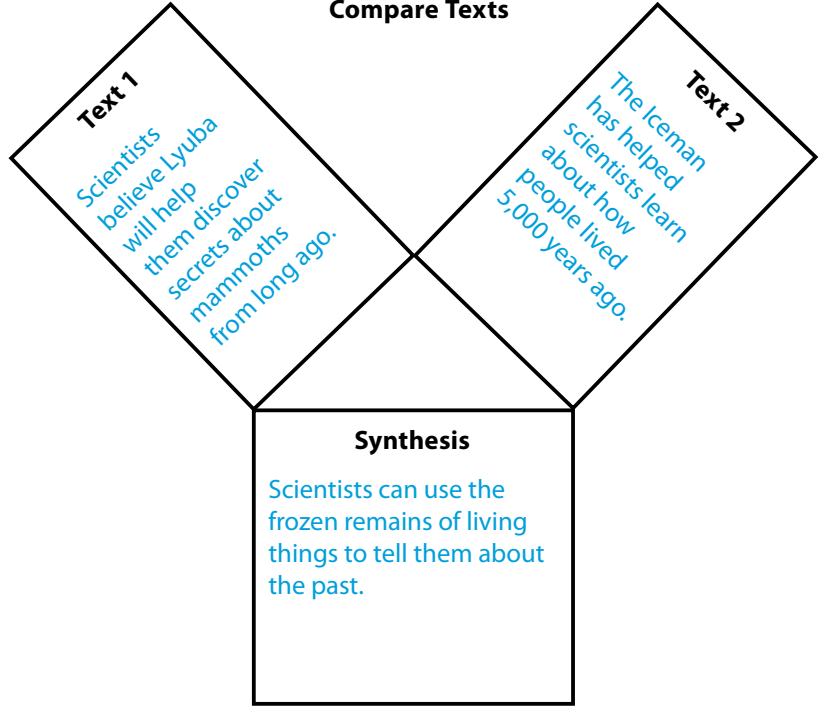 Compare Texts
Text 1
Scientists
believe Lyuba
will help
them discover
secrets about
mammoths
from long ago.
Text 2
The Iceman
has helped
scientists learn
about how
people lived
5,000 years ago.
Synthesis
Scientists can use the
frozen remains of living
things to tell them about
the past.